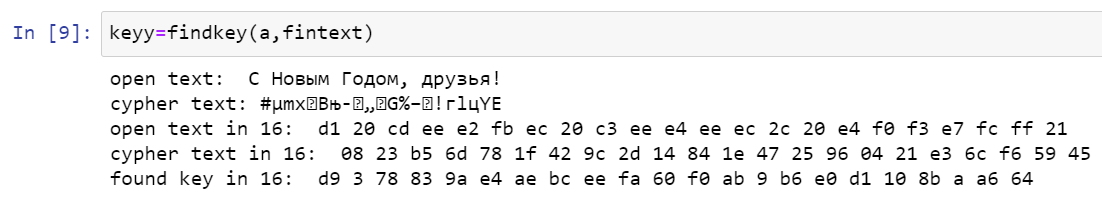 In [9]: keyy=findkey(a,fintext)
open text:  С Новым Годом, друзья!
cypher text: #µmx⍰Bњ-⍰„⍰G%–⍰!гlцYE
open text in 16:  d1 20 cd ee e2 fb ec 20 c3 ee e4 ee ec 2c 20 e4 f0 f3 e7 fc ff 21
cypher text in 16:  08 23 b5 6d 78 1f 42 9c 2d 14 84 1e 47 25 96 04 21 e3 6c f6 59 45
found key in 16:  d9 3 78 83 9a e4 ae bc ee fa 60 f0 ab 9 b6 e0 d1 10 8b a a6 64